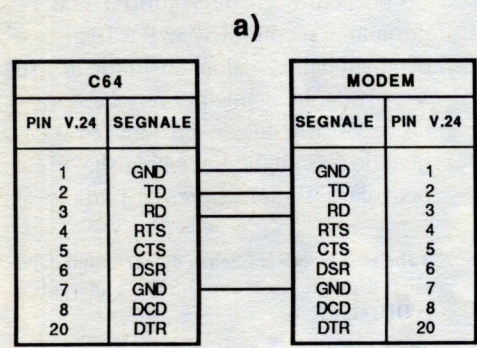 a)
C64 MODEM
PIN V.24 SEGNALE SEGNALE PIN V.24
1 GND GND 1
2 TD TD 2
3 RD RD 3
4 RTS RTS 4
5 CTS CTS 5
6 DSR DSR 6
7 GND GND 7
8 DCD DCD 8
20 DTR DTR 20